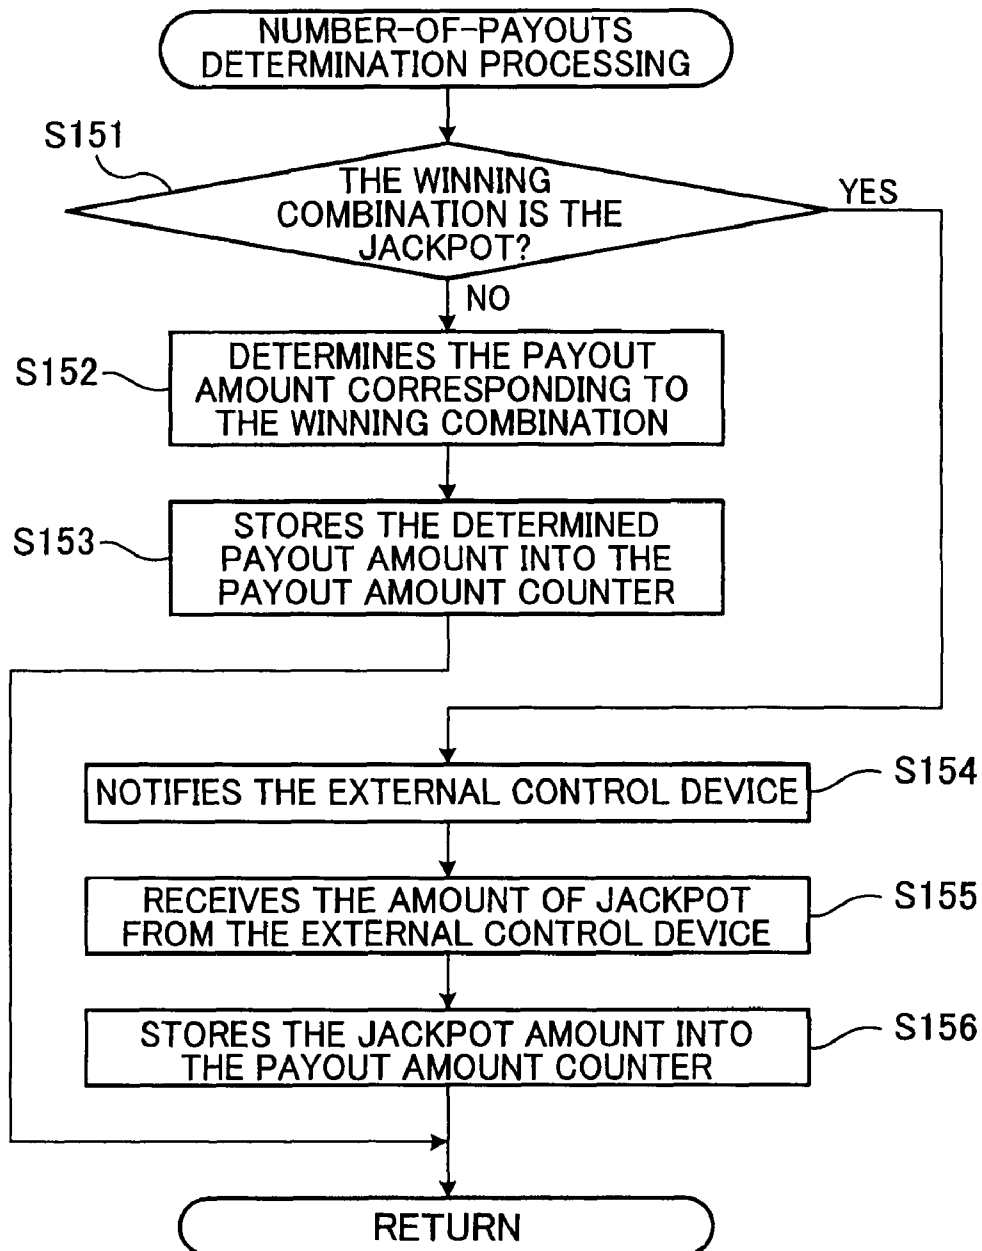 NUMBER-OF-PAYOUTS
DETERMINATION PROCESSING
S151
THE WINNING
COMBINATION IS THE
JACKPOT?
YES
NO
S152
DETERMINES THE PAYOUT
AMOUNT CORRESPONDING TO
THE WINNING COMBINATION
S153
STORES THE DETERMINED
PAYOUT AMOUNT INTO THE
PAYOUT AMOUNT COUNTER
NOTIFIES THE EXTERNAL CONTROL DEVICE
S154
RECEIVES THE AMOUNT OF JACKPOT
FROM THE EXTERNAL CONTROL DEVICE
S155
STORES THE JACKPOT AMOUNT INTO
THE PAYOUT AMOUNT COUNTER
S156
RETURN